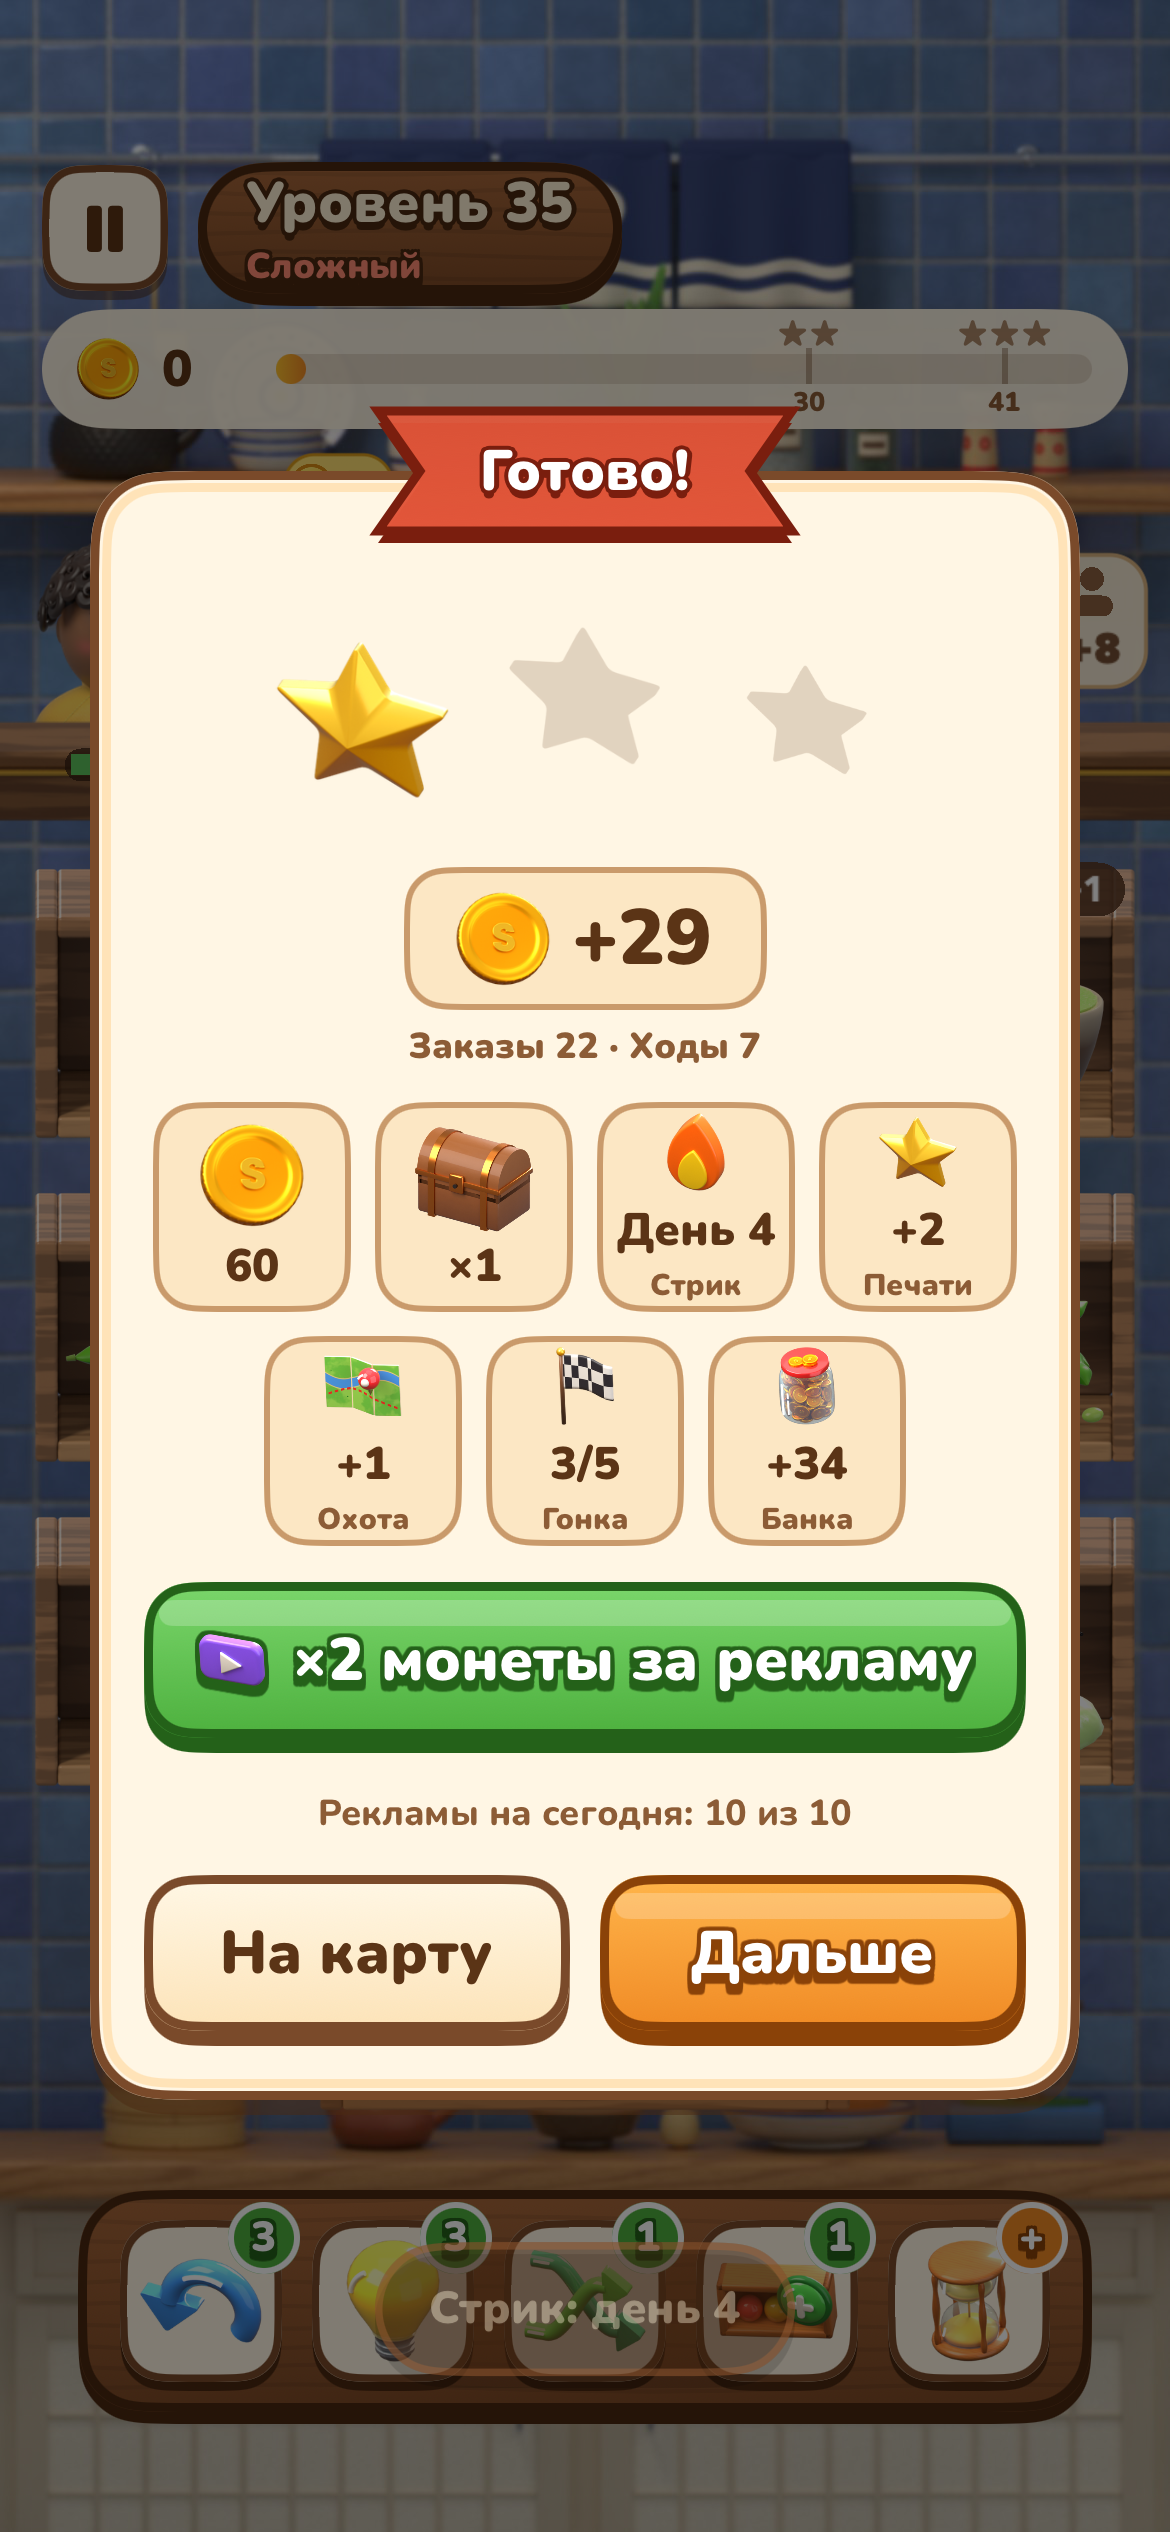 Уровень 35
Сложный
0
30
41
Готово!
+8
+29
Заказы 22 · Ходы 7
60
×1
День 4
Стрик
+2
Печати
+1
Охота
3/5
Гонка
+34
Банка
×2 монеты за рекламу
Рекламы на сегодня: 10 из 10
На карту
Дальше
3
3
1
1
+
Стрик: день 4